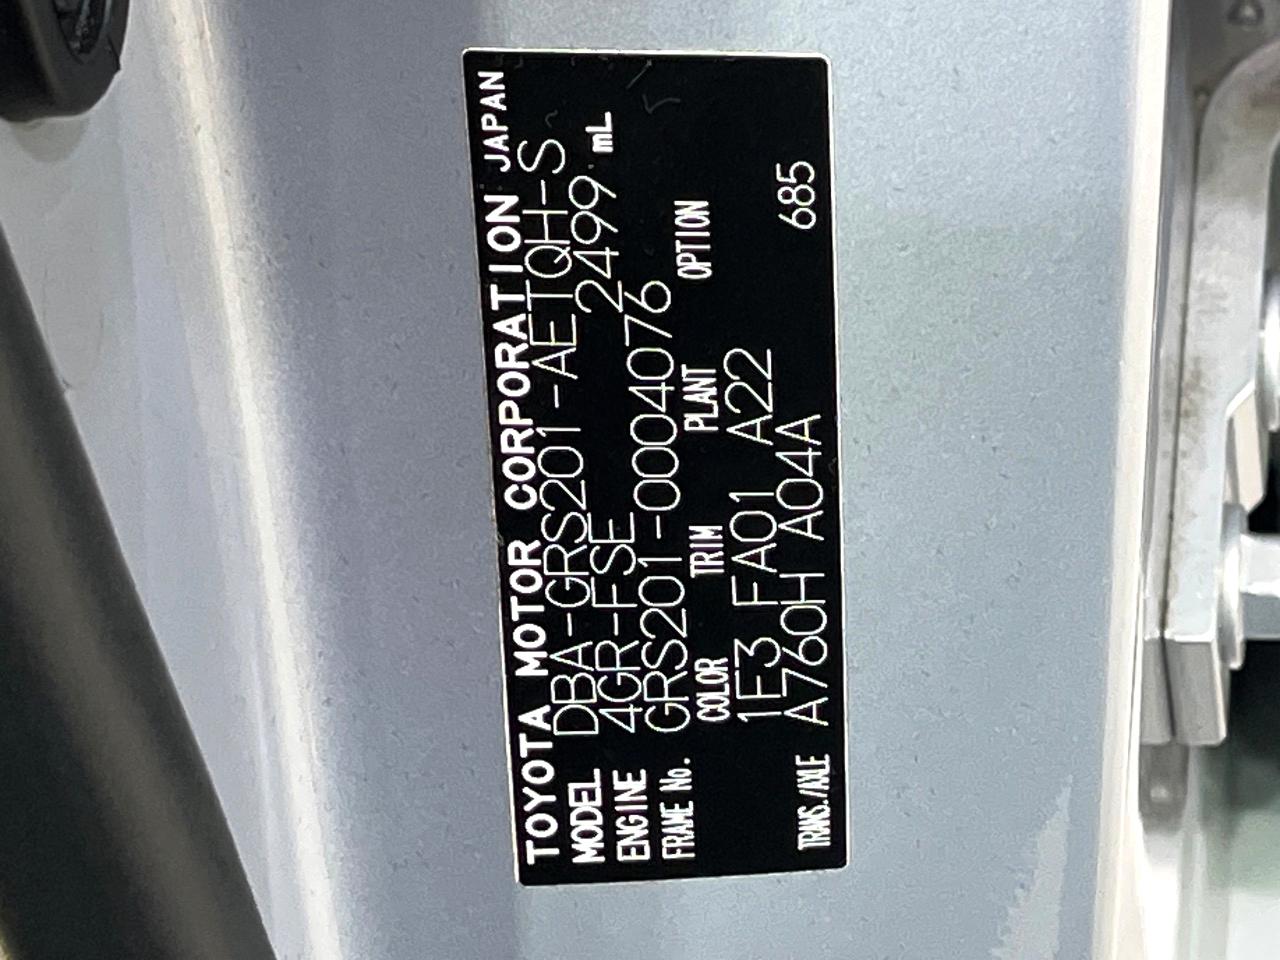 TOYOTA MOTOR CORPORATION JAPAN
MODEL DBA-GRS201-AETQH-S
ENGINE 4GR-FSE 2499 mL
FRAME No. GRS201-0004076
COLOR TRIM PLANT OPTION
1F3 FA01 A22
TRANS./AXLE A760H A04A 685